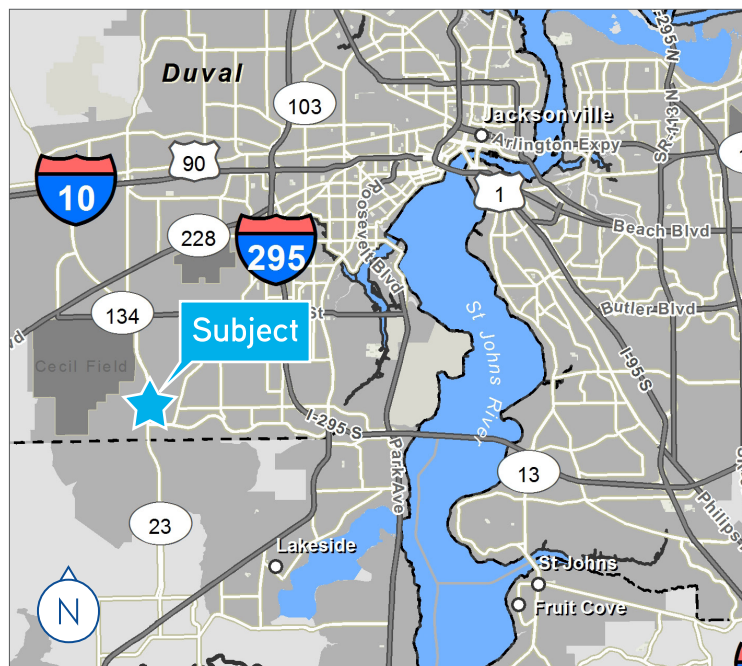 I-295 N
Duval
103
SR-113 N
Jacksonville
Arlington Expy
90
1
10
Roosevelt Blvd
1
228
Beach Blvd
295
134
St
Butler Blvd
Subject
St Johns River
vd
I-95 S
Cecil Field
I-295 S
Park Ave
13
Philips
23
Lakeside
St Johns
Fruit Cove
N